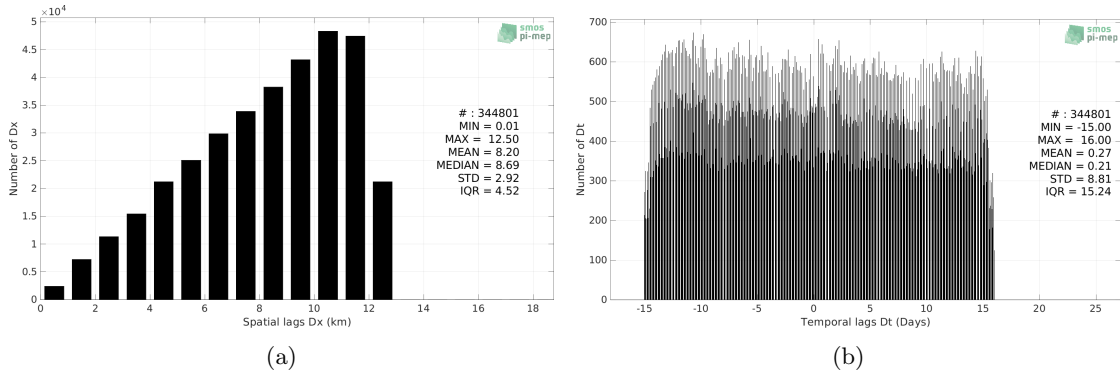 ×10⁴
5
4.5
4
3.5
3
2.5
2
1.5
1
0.5
0
Number of Dx
0 2 4 6 8 10 12 14 16 18
Spatial lags Dx (km)
smos
pi-mep
# : 344801
MIN = 0.01
MAX = 12.50
MEAN = 8.20
MEDIAN = 8.69
STD = 2.92
IQR = 4.52
(a)
700
600
500
400
300
200
100
0
Number of Dt
-15 -10 -5 0 5 10 15 20 25
Temporal lags Dt (Days)
smos
pi-mep
# : 344801
MIN = -15.00
MAX = 16.00
MEAN = 0.27
MEDIAN = 0.21
STD = 8.81
IQR = 15.24
(b)